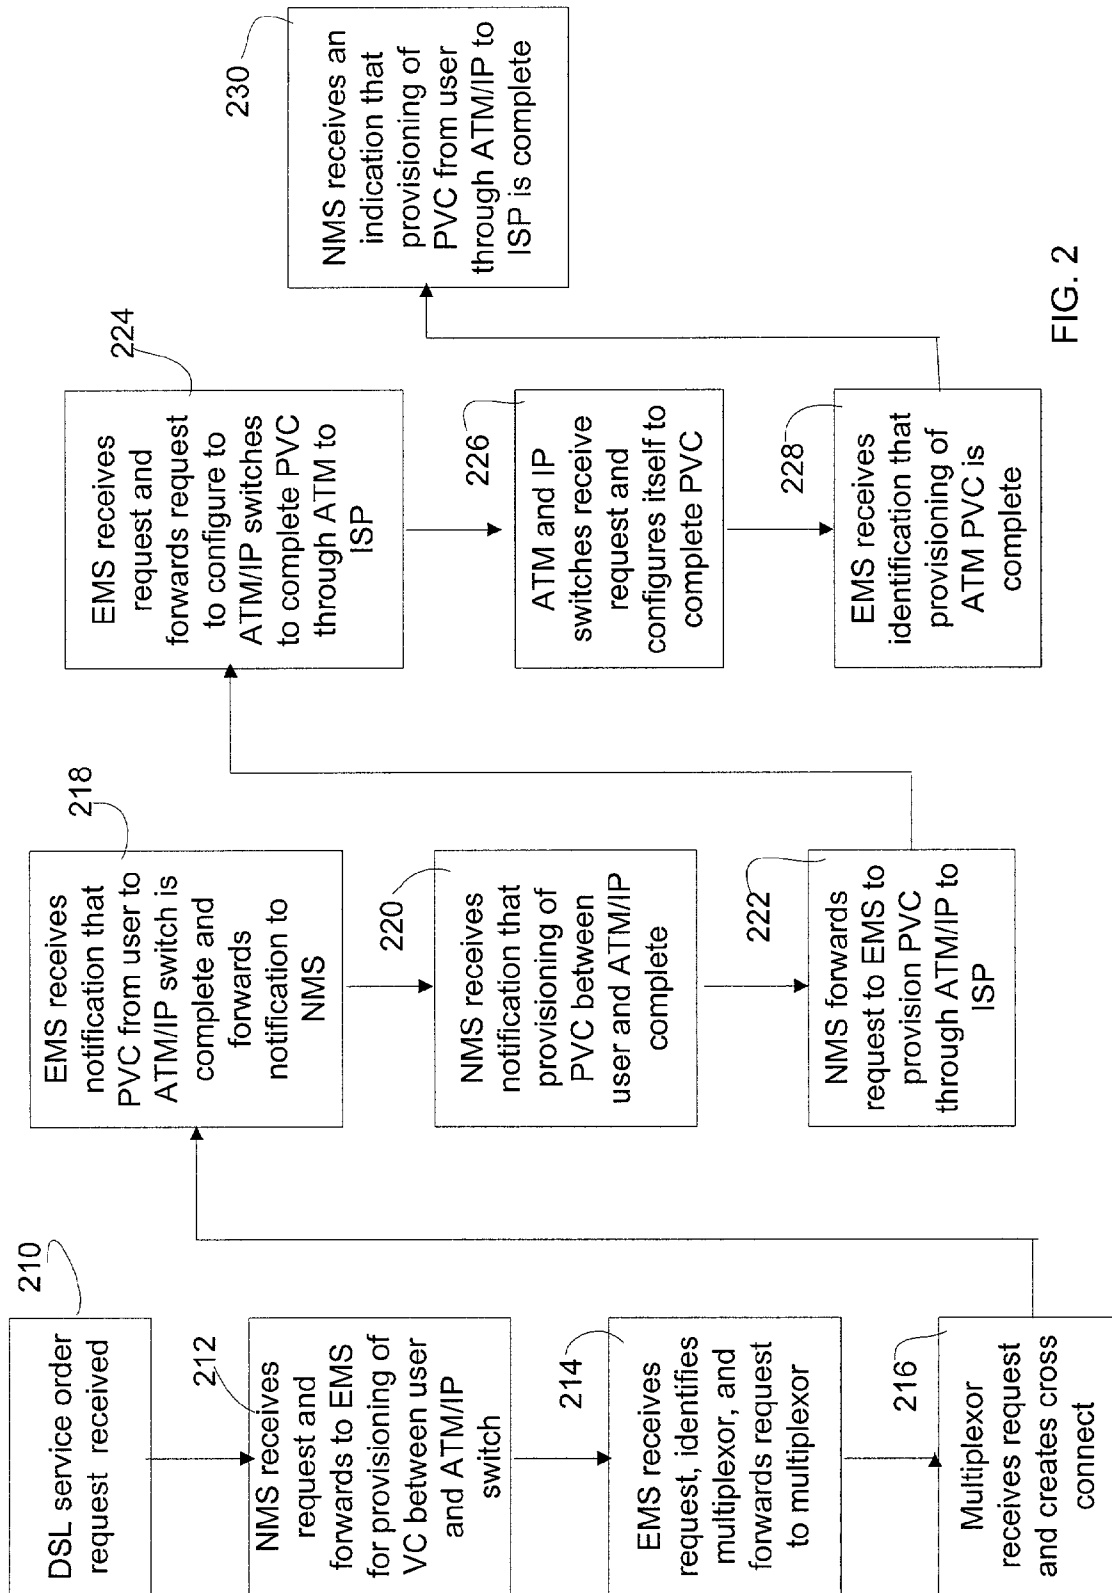 210
DSL service order
request received
212
NMS receives
request and
forwards to EMS
for provisioning of
VC between user
and ATM/IP
switch
214
EMS receives
request, identifies
multiplexor, and
forwards request
to multiplexor
216
Multiplexor
receives request
and creates cross
connect
218
EMS receives
notification that
PVC from user to
ATM/IP switch is
complete and
forwards
notification to
NMS
220
NMS receives
notification that
provisioning of
PVC between
user and ATM/IP
complete
222
NMS forwards
request to EMS to
provision PVC
through ATM/IP to
ISP
224
EMS receives
request and
forwards request
to configure to
ATM/IP switches
to complete PVC
through ATM to
ISP
226
ATM and IP
switches receive
request and
configures itself to
complete PVC
228
EMS receives
identification that
provisioning of
ATM PVC is
complete
230
NMS receives an
indication that
provisioning of
PVC from user
through ATM/IP to
ISP is complete
FIG. 2